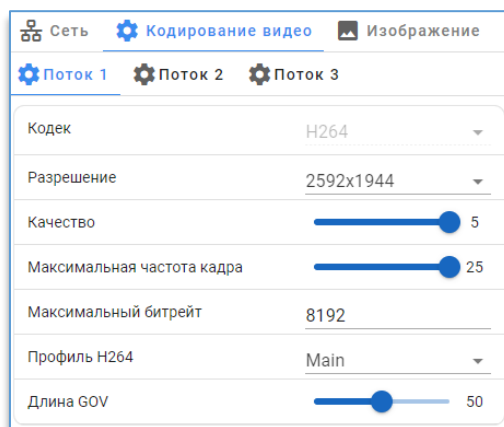 Сеть Кодирование видео Изображение
Поток 1 Поток 2 Поток 3
Кодек H264
Разрешение 2592x1944
Качество 5
Максимальная частота кадра 25
Максимальный битрейт 8192
Профиль H264 Main
Длина GOV 50